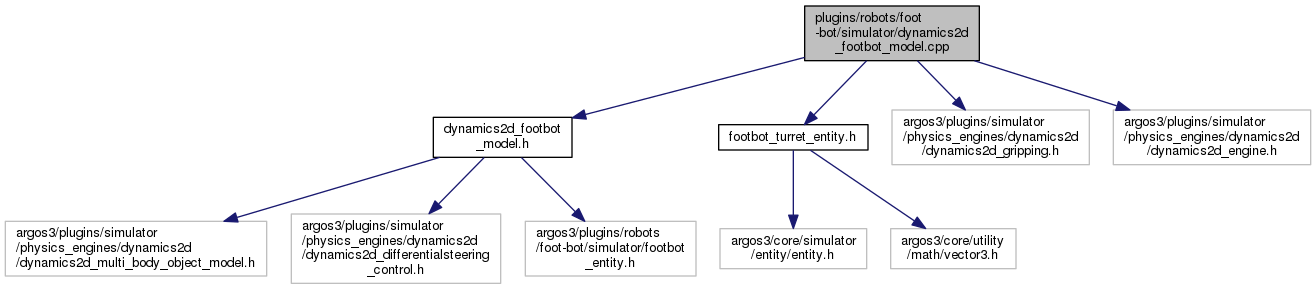 plugins/robots/foot
-bot/simulator/dynamics2d
_footbot_model.cpp
dynamics2d_footbot
_model.h
footbot_turret_entity.h
argos3/plugins/simulator
/physics_engines/dynamics2d
/dynamics2d_gripping.h
argos3/plugins/simulator
/physics_engines/dynamics2d
/dynamics2d_engine.h
argos3/plugins/simulator
/physics_engines/dynamics2d
/dynamics2d_multi_body_object_model.h
argos3/plugins/simulator
/physics_engines/dynamics2d
/dynamics2d_differentialsteering
_control.h
argos3/plugins/robots
/foot-bot/simulator/footbot
_entity.h
argos3/core/simulator
/entity/entity.h
argos3/core/utility
/math/vector3.h